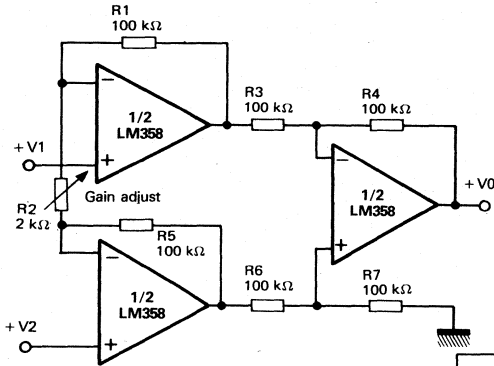 R1
100 kΩ
−
1/2
LM358
+
+ V1
R3
100 kΩ
R4
100 kΩ
−
1/2
LM358
+
+ V0
Gain adjust
R2
2 kΩ
R5
100 kΩ
−
1/2
LM358
+
+ V2
R6
100 kΩ
R7
100 kΩ